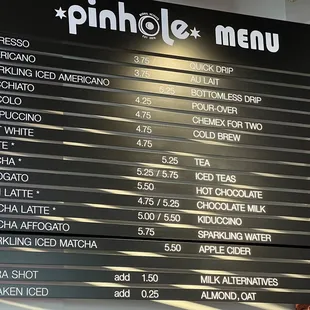 pinhole MENU
RESSO
RICANO 3.75
RKLING ICED AMERICANO 3.75
CCHIATO
COLO 4.25
PUCCINO 4.75
T WHITE 4.75
TE * 4.75
CHA * 5.25
OGATO 5.25 / 5.75
I LATTE * 5.50
CHA LATTE * 4.75 / 5.25
CHA AFFOGATO 5.00 / 5.50
5.75
RKLING ICED MATCHA 5.50
RA SHOT add 1.50
KEN ICED add 0.25
QUICK DRIP
AU LAIT
BOTTOMLESS DRIP
POUR-OVER
CHEMEX FOR TWO
COLD BREW
TEA
ICED TEAS
HOT CHOCOLATE
CHOCOLATE MILK
KIDUCCINO
SPARKLING WATER
APPLE CIDER
MILK ALTERNATIVES
ALMOND, OAT